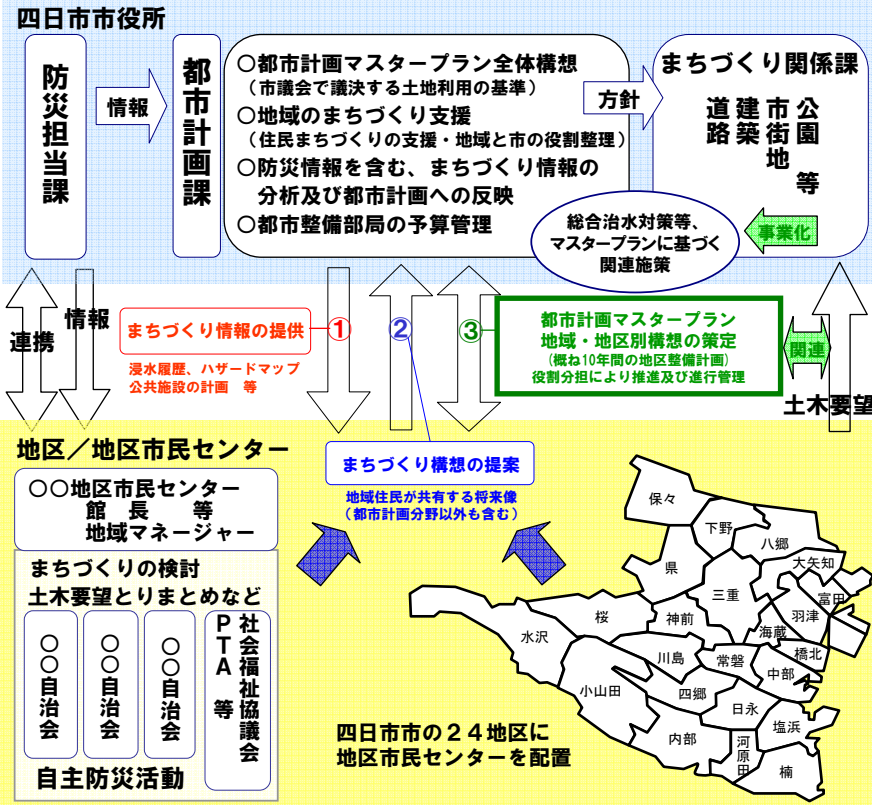 四日市市役所
防災担当課
情報
都市計画課
〇都市計画マスタープラン全体構想
（市議会で議決する土地利用の基準）
〇地域のまちづくり支援
（住民まちづくりの支援・地域と市の役割整理）
〇防災情報を含む、まちづくり情報の
分析及び都市計画への反映
〇都市整備部局の予算管理
方針
まちづくり関係課
公園 等
市街地
建築
道路
総合治水対策等、
マスタープランに基づく
関連施策
事業化
連携
情報
まちづくり情報の提供
①
浸水履歴、ハザードマップ
公共施設の計画 等
②
③
都市計画マスタープラン
地域・地区別構想の策定
(概ね10年間の地区整備計画)
役割分担により推進及び進行管理
関連
土木要望
地区／地区市民センター
〇〇地区市民センター
館 長 等
地域マネージャー
まちづくりの検討
土木要望とりまとめなど
〇〇自治会
〇〇自治会
〇〇自治会
社会福祉協議会
ＰＴＡ 等
自主防災活動
まちづくり構想の提案
地域住民が共有する将来像
（都市計画分野以外も含む）
四日市市の２４地区に
地区市民センターを配置
保々
下野
八郷
大矢知
県
三重
富田
羽津
桜
神前
海蔵
水沢
橋北
川島
常磐
中部
小山田
四郷
日永
塩浜
内部
河原田
楠